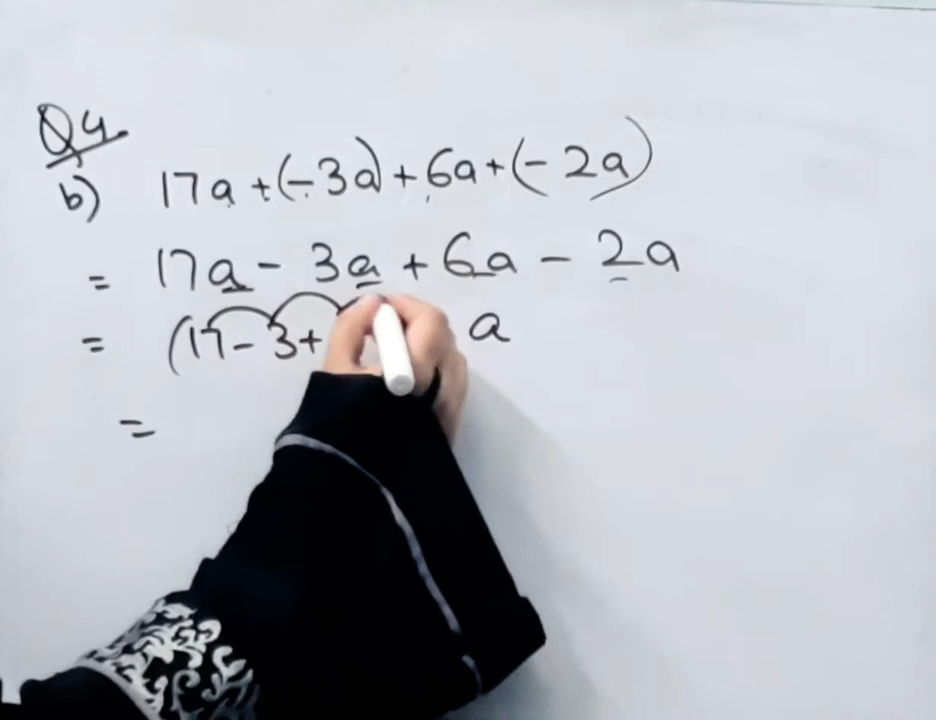 Q4.
b) 17a + (-3a) + 6a + (-2a)
= 17a - 3a + 6a - 2a
= (17 - 3 + a
=